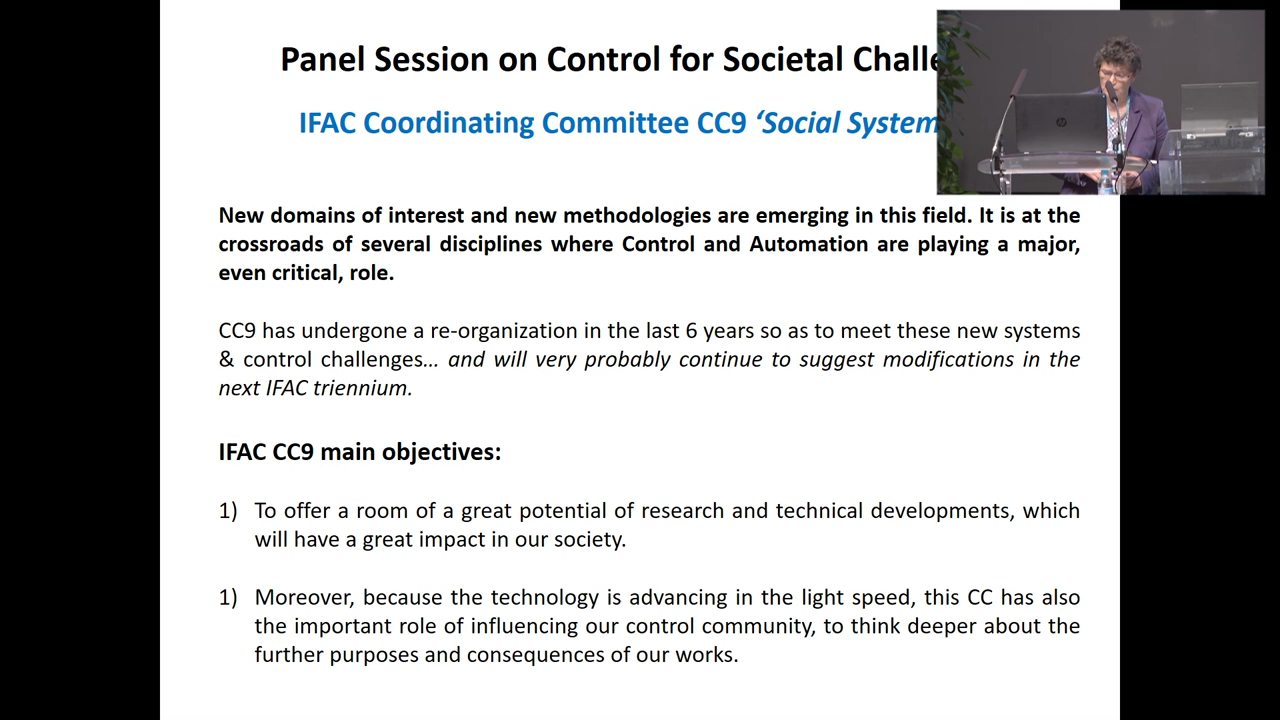 Panel Session on Control for Societal
IFAC Coordinating Committee CC9 ‘Social System
New domains of interest and new methodologies are emerging in this field. It is at the
crossroads of several disciplines where Control and Automation are playing a major,
even critical, role.
CC9 has undergone a re-organization in the last 6 years so as to meet these new systems
& control challenges… and will very probably continue to suggest modifications in the
next IFAC triennium.
IFAC CC9 main objectives:
1) To offer a room of a great potential of research and technical developments, which
will have a great impact in our society.
1) Moreover, because the technology is advancing in the light speed, this CC has also
the important role of influencing our control community, to think deeper about the
further purposes and consequences of our works.
hp